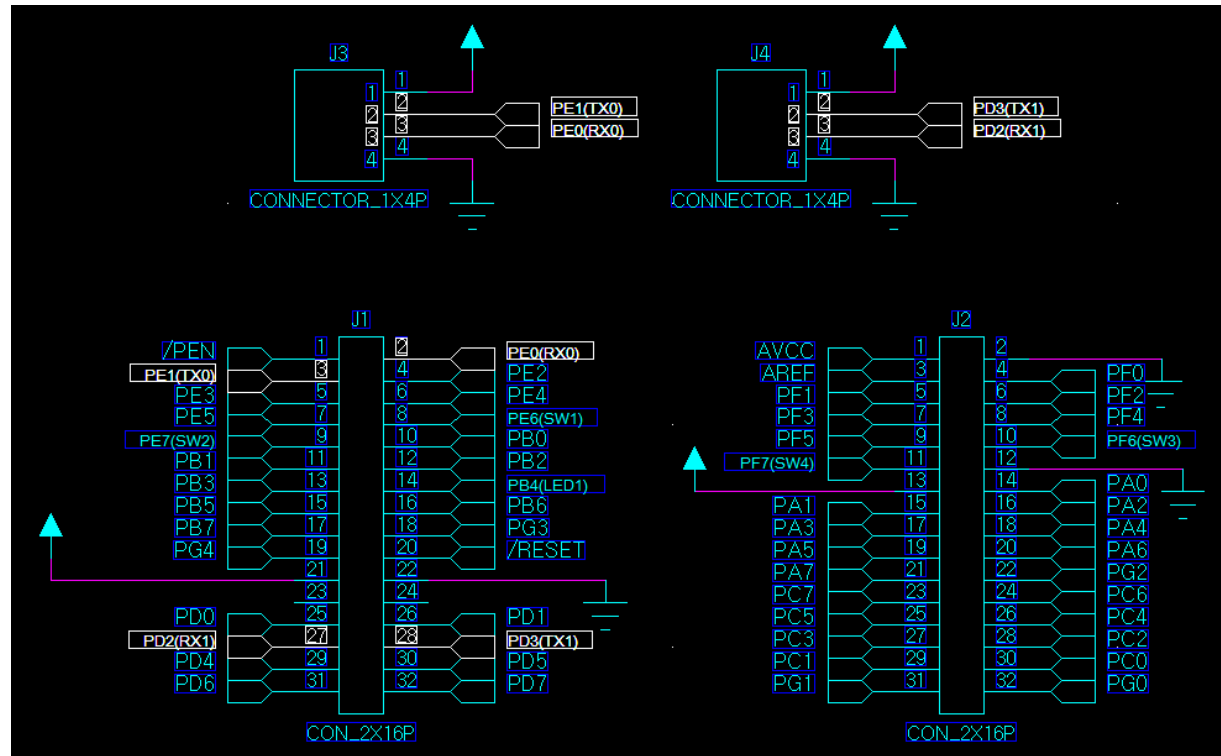 J3 J4
1 1 1 1
2 2 PE1(TX0) 2 2 PD3(TX1)
3 3 PE0(RX0) 3 3 PD2(RX1)
4 4 4 4
CONNECTOR_1X4P CONNECTOR_1X4P
J1 J2
/PEN 1 2 PE0(RX0) AVCC 1 2
PE1(TX0) 3 4 PE2 AREF 3 4 PF0
PE3 5 6 PE4 PF1 5 6 PF2
PE5 7 8 PE6(SW1) PF3 7 8 PF4
PE7(SW2) 9 10 PB0 PF5 9 10 PF6(SW3)
PB1 11 12 PB2 PF7(SW4) 11 12
PB3 13 14 PB4(LED1) 13 14 PA0
PB5 15 16 PB6 PA1 15 16 PA2
PB7 17 18 PG3 PA3 17 18 PA4
PG4 19 20 /RESET PA5 19 20 PA6
21 22 PA7 21 22 PG2
23 24 PC7 23 24 PC6
PD0 25 26 PD1 PC5 25 26 PC4
PD2(RX1) 27 28 PD3(TX1) PC3 27 28 PC2
PD4 29 30 PD5 PC1 29 30 PC0
PD6 31 32 PD7 PG1 31 32 PG0
CON_2X16P CON_2X16P